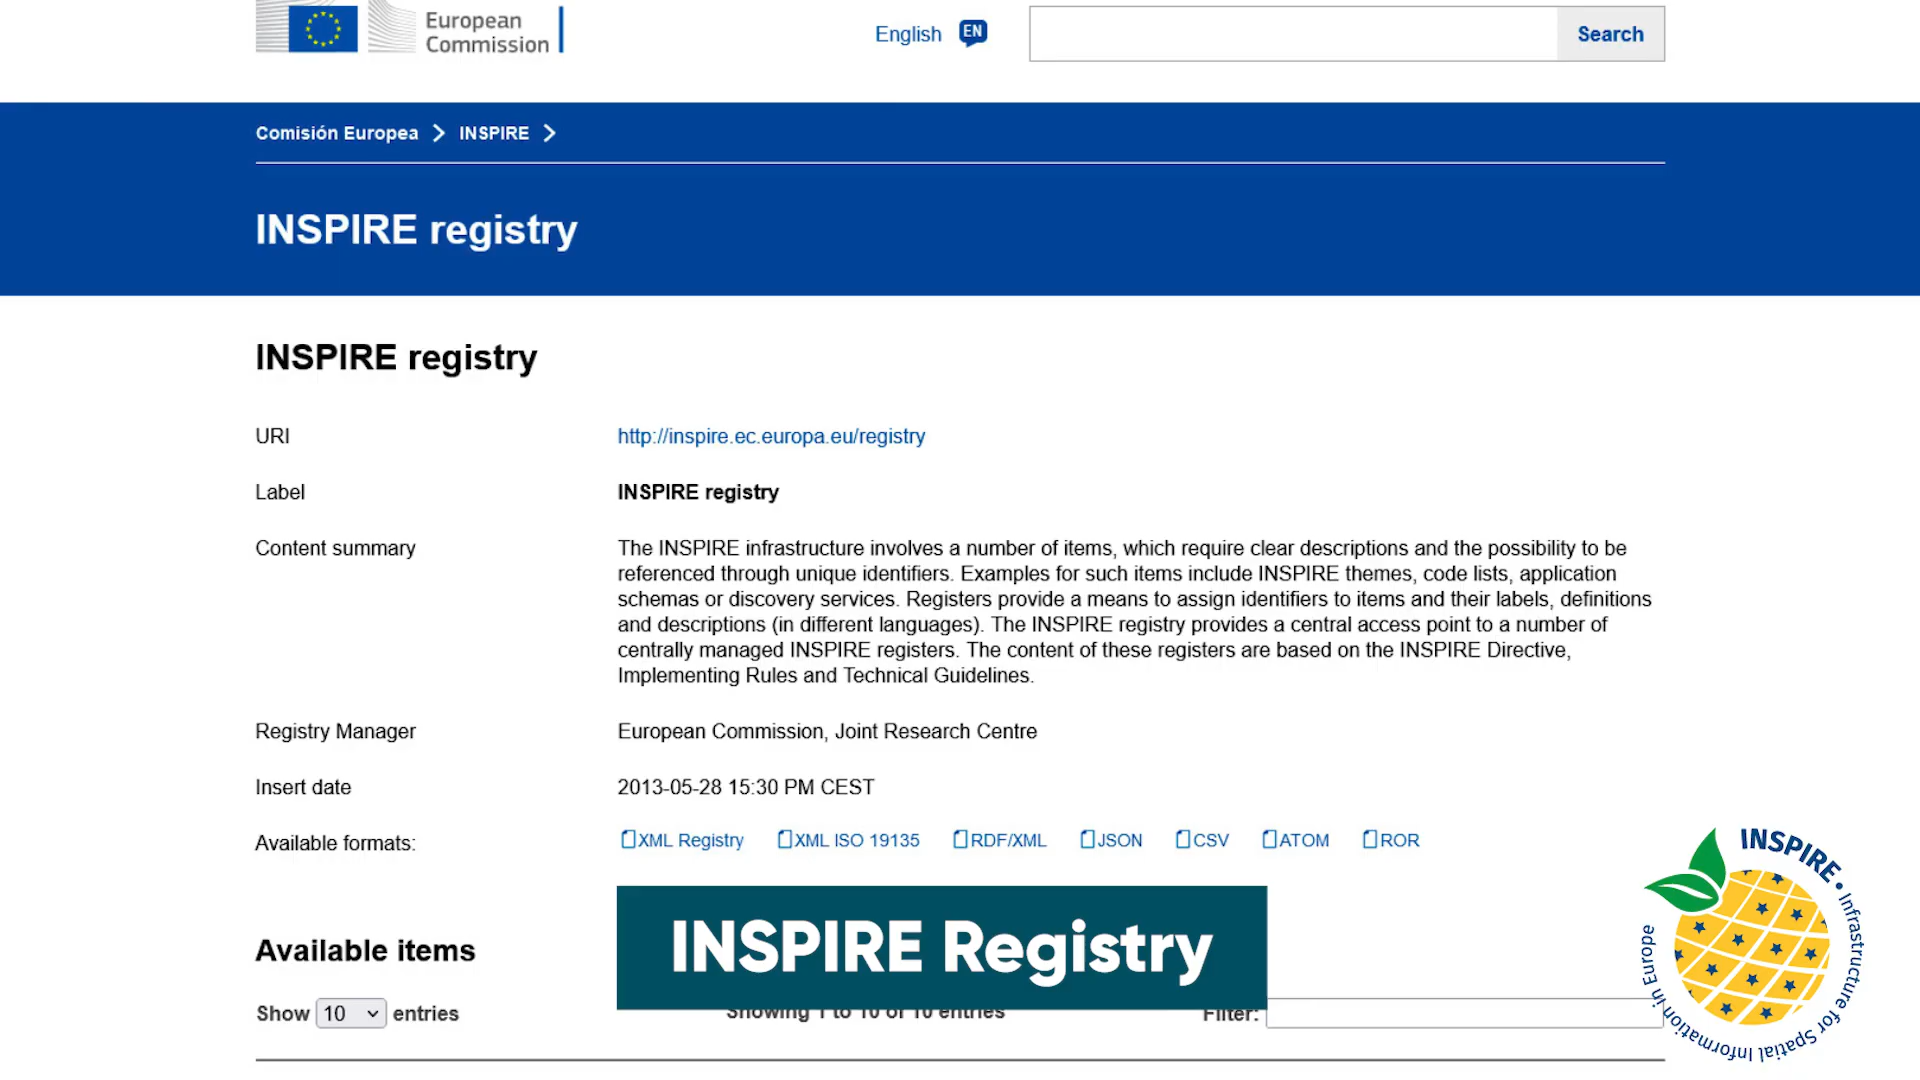 European
Commission
English EN
Search
Comisión Europea > INSPIRE >
INSPIRE registry
INSPIRE registry
URI http://inspire.ec.europa.eu/registry
Label INSPIRE registry
Content summary The INSPIRE infrastructure involves a number of items, which require clear descriptions and the possibility to be
referenced through unique identifiers. Examples for such items include INSPIRE themes, code lists, application
schemas or discovery services. Registers provide a means to assign identifiers to items and their labels, definitions
and descriptions (in different languages). The INSPIRE registry provides a central access point to a number of
centrally managed INSPIRE registers. The content of these registers are based on the INSPIRE Directive,
Implementing Rules and Technical Guidelines.
Registry Manager European Commission, Joint Research Centre
Insert date 2013-05-28 15:30 PM CEST
Available formats: XML Registry XML ISO 19135 RDF/XML JSON CSV ATOM ROR
Available items
INSPIRE Registry
Show 10 entries Showing 1 to 10 of 10 entries Filter:
INSPIRE • Infrastructure for Spatial Information in Europe